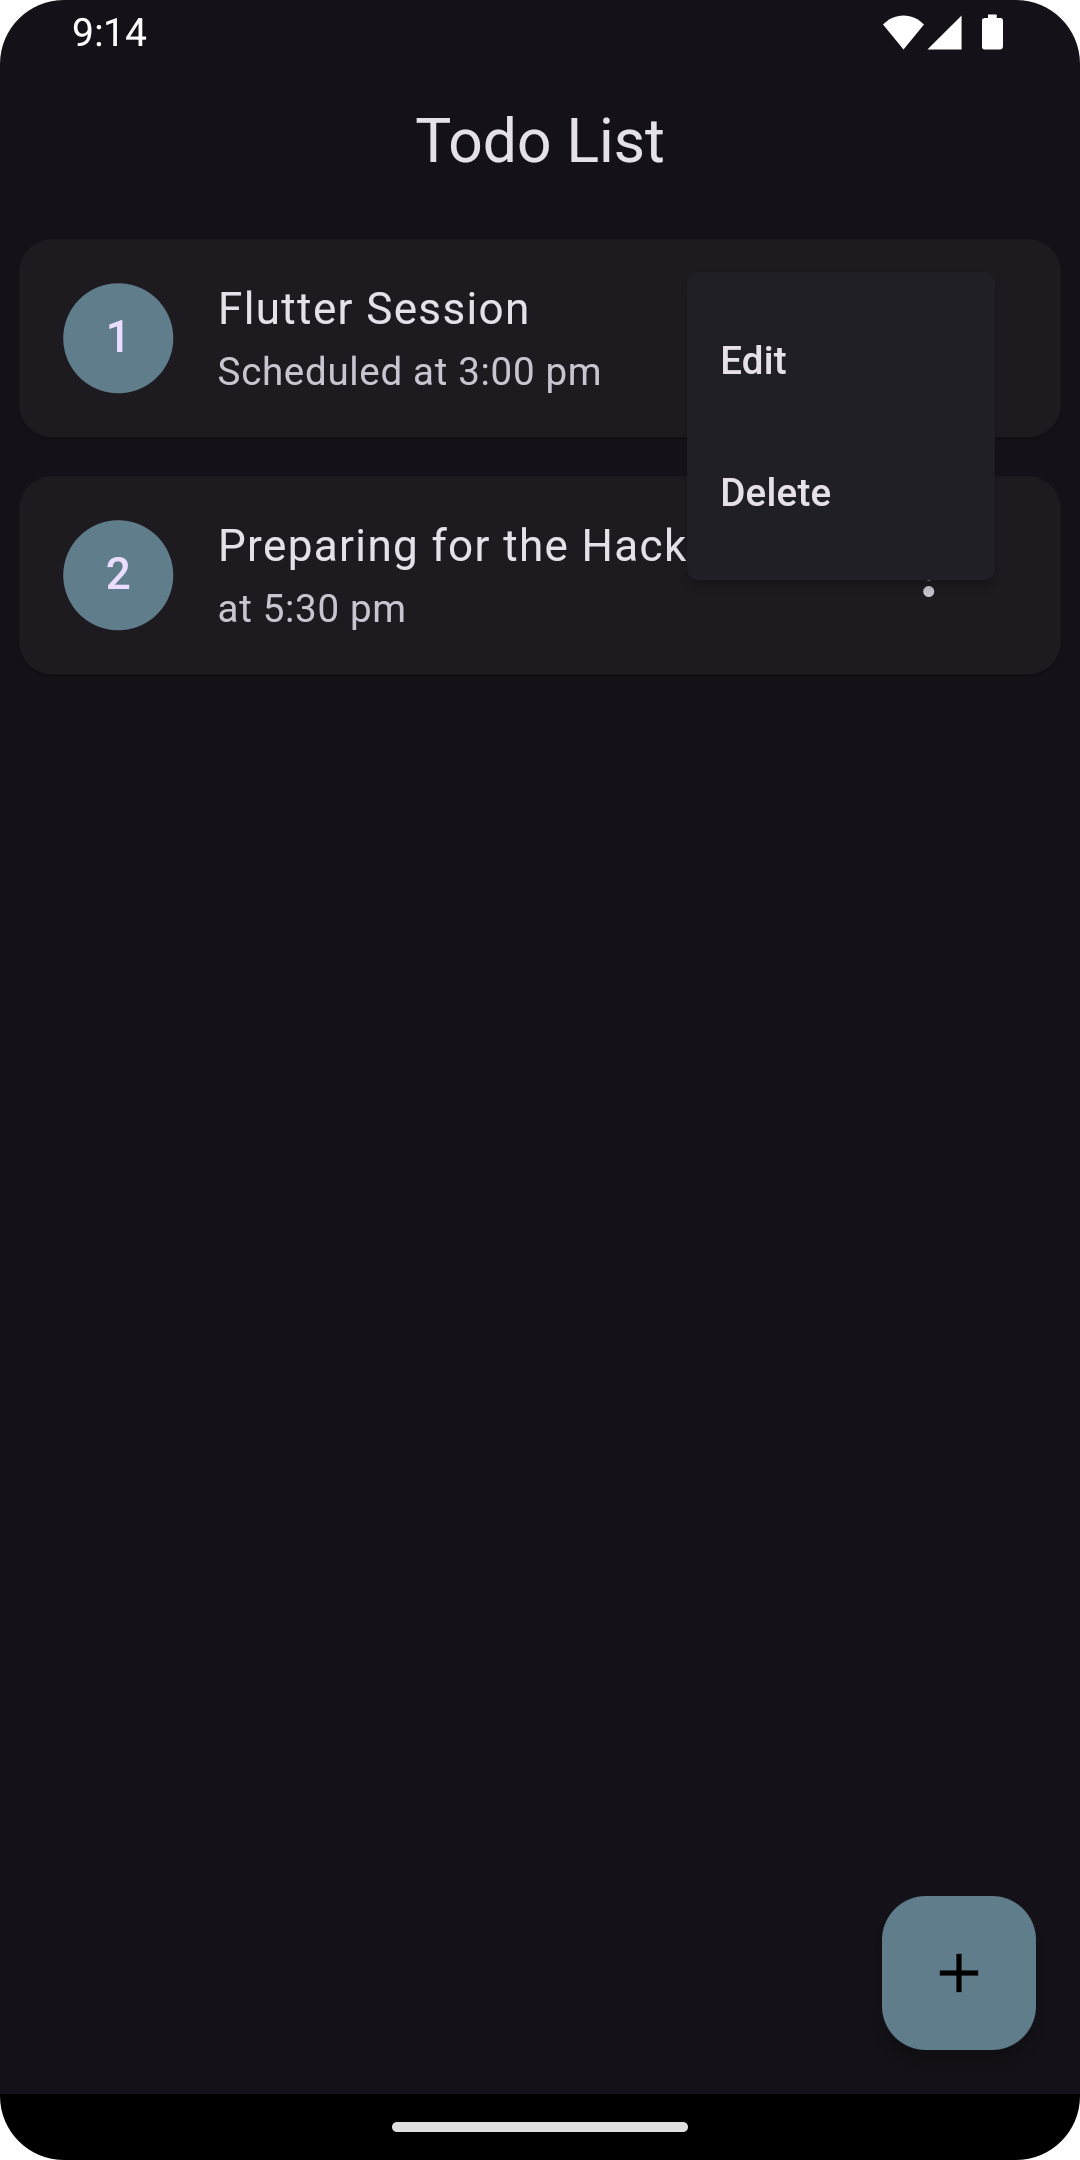 9:14
Todo List
1
Flutter Session
Scheduled at 3:00 pm
Edit
Delete
2
Preparing for the Hack
at 5:30 pm
+